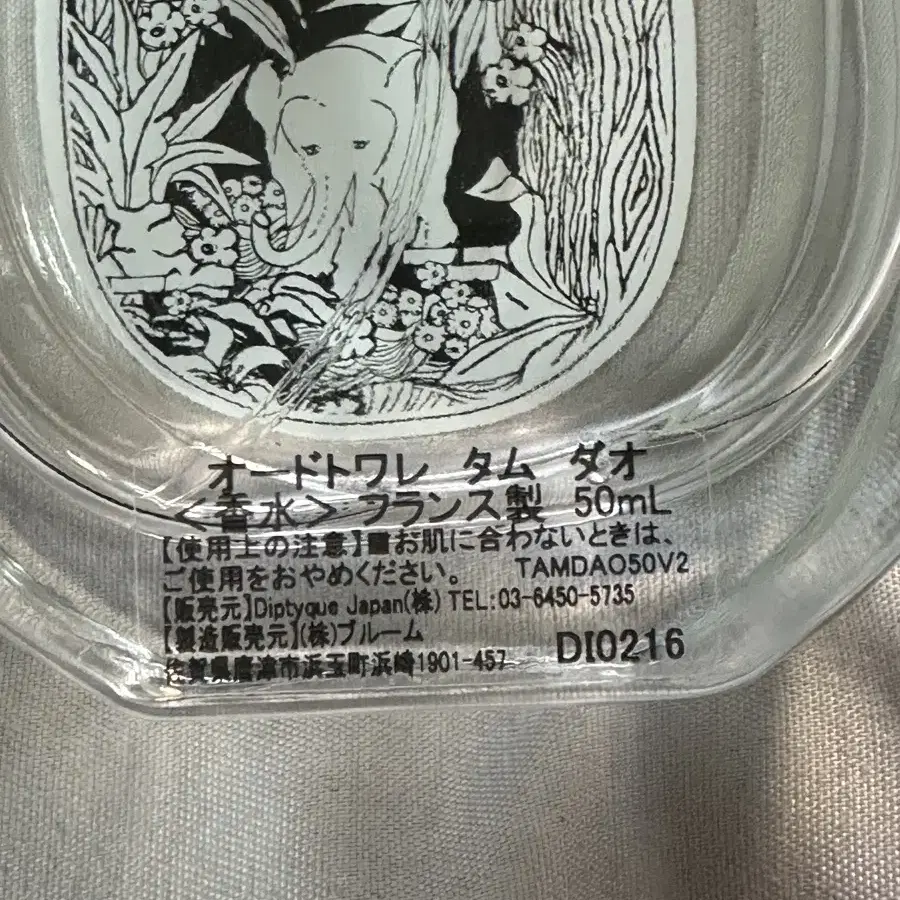 オードトワレ タム ダオ
<香水> フランス製 50mL
【使用上の注意】■お肌に合わないときは、
ご使用をおやめください。 TAMDAO50V2
【販売元】Diptyque Japan(株) TEL:03-6450-5735
【製造販売元】(株)ブルーム
佐賀県唐津市浜玉町浜崎1901-457 DI0216